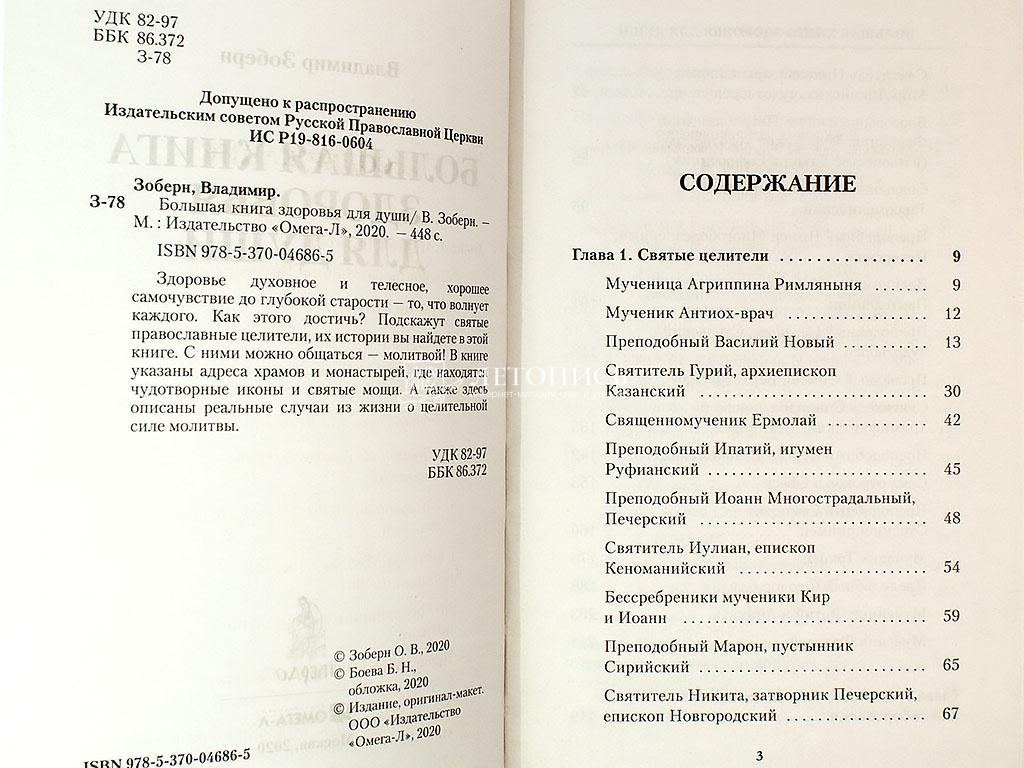 УДК 82-97
ББК 86.372
З-78
Допущено к распространению
Издательским советом Русской Православной Церкви
ИС Р19-816-0604
Зоберн, Владимир.
З-78 Большая книга здоровья для души/ В. Зоберн. –
М. : Издательство «Омега-Л», 2020. — 448 с.
ISBN 978-5-370-04686-5
Здоровье духовное и телесное, хорошее
самочувствие до глубокой старости — то, что волнует
каждого. Как этого достичь? Подскажут святые
православные целители, их истории вы найдете в этой
книге. С ними можно общаться — молитвой! В книге
указаны адреса храмов и монастырей, где находятся
чудотворные иконы и святые мощи. А также здесь
описаны реальные случаи из жизни о целительной
силе молитвы.
УДК 82-97
ББК 86.372
© Зоберн О. В., 2020
© Боева Б. Н.,
обложка, 2020
© Издание, оригинал-макет.
ООО «Издательство
«Омега-Л», 2020
ISBN 978-5-370-04686-5
СОДЕРЖАНИЕ
Глава 1. Святые целители ................ 9
Мученица Агриппина Римляныня ...... 9
Мученик Антиох-врач ................ 12
Преподобный Василий Новый .......... 13
Святитель Гурий, архиепископ
Казанский .......................... 30
Священномученик Ермолай ............ 42
Преподобный Ипатий, игумен
Руфианский ......................... 45
Преподобный Иоанн Многострадальный,
Печерский .......................... 48
Святитель Иулиан, епископ
Кеноманийский ...................... 54
Бессребреники мученики Кир
и Иоанн ............................ 59
Преподобный Марон, пустынник
Сирийский .......................... 65
Святитель Никита, затворник Печерский,
епископ Новгородский ............... 67
3
ЛЕТОПИСЬ